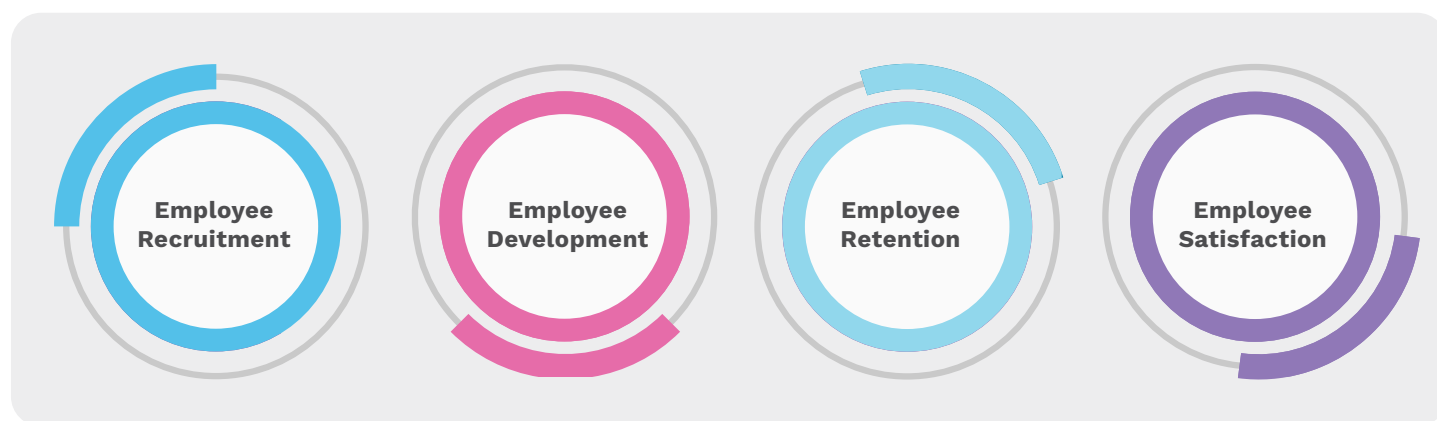 Employee
Recruitment
Employee
Development
Employee
Retention
Employee
Satisfaction